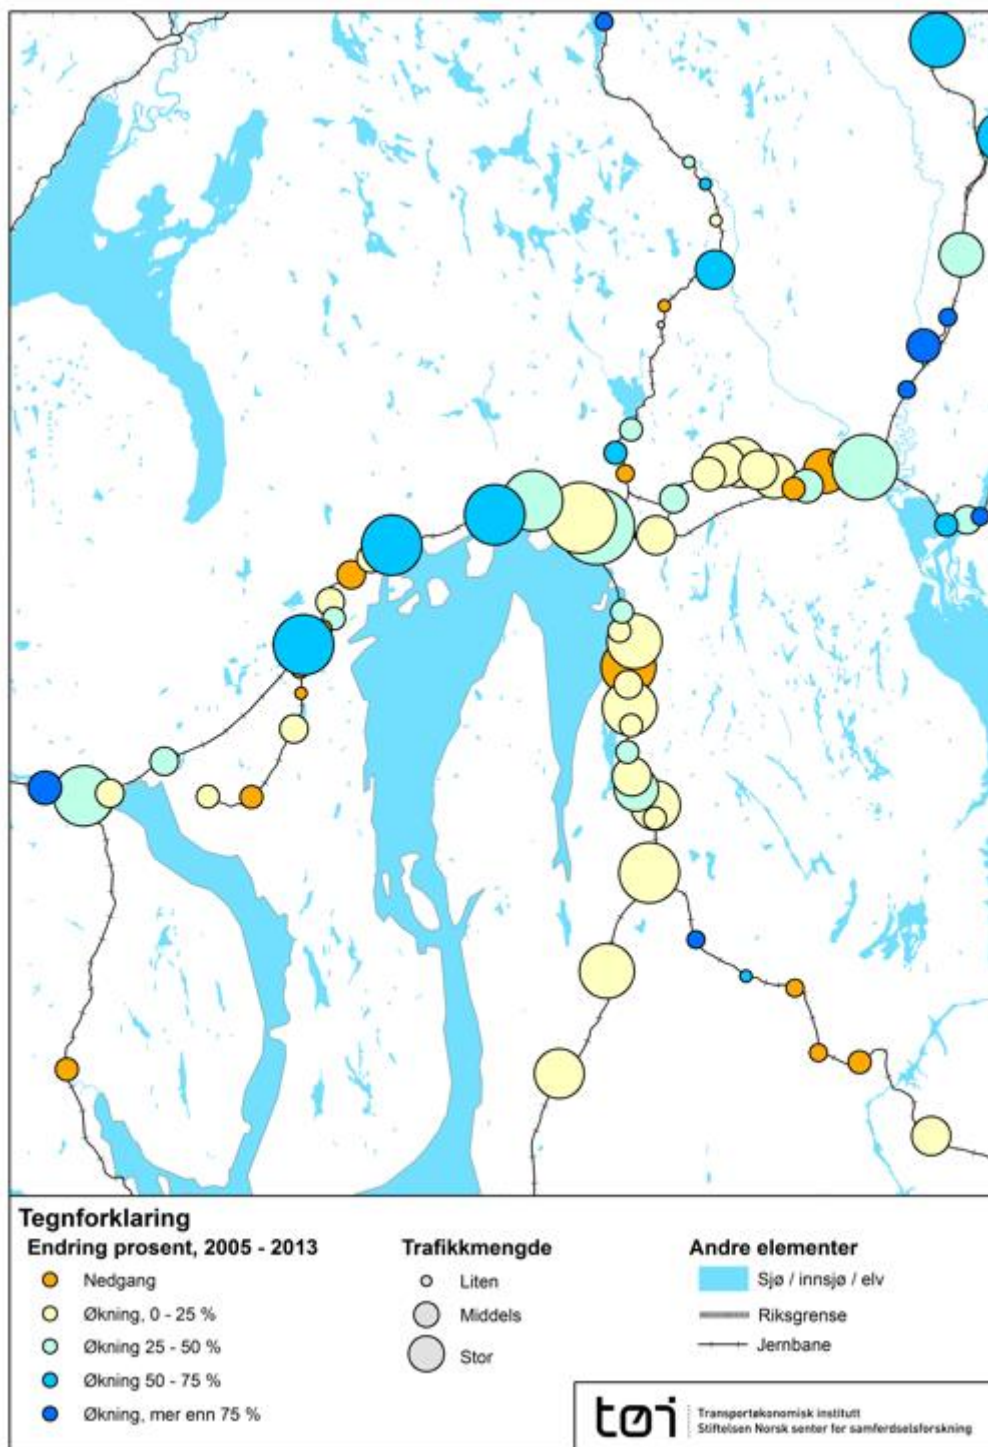 Tegnforklaring
Endring prosent, 2005 - 2013
Nedgang
Økning, 0 - 25 %
Økning 25 - 50 %
Økning 50 - 75 %
Økning, mer enn 75 %
Trafikkmengde
Liten
Middels
Stor
Andre elementer
Sjø / innsjø / elv
Riksgrense
Jernbane
tøi
Transportøkonomisk institutt
Stiftelsen Norsk senter for samferdselsforskning